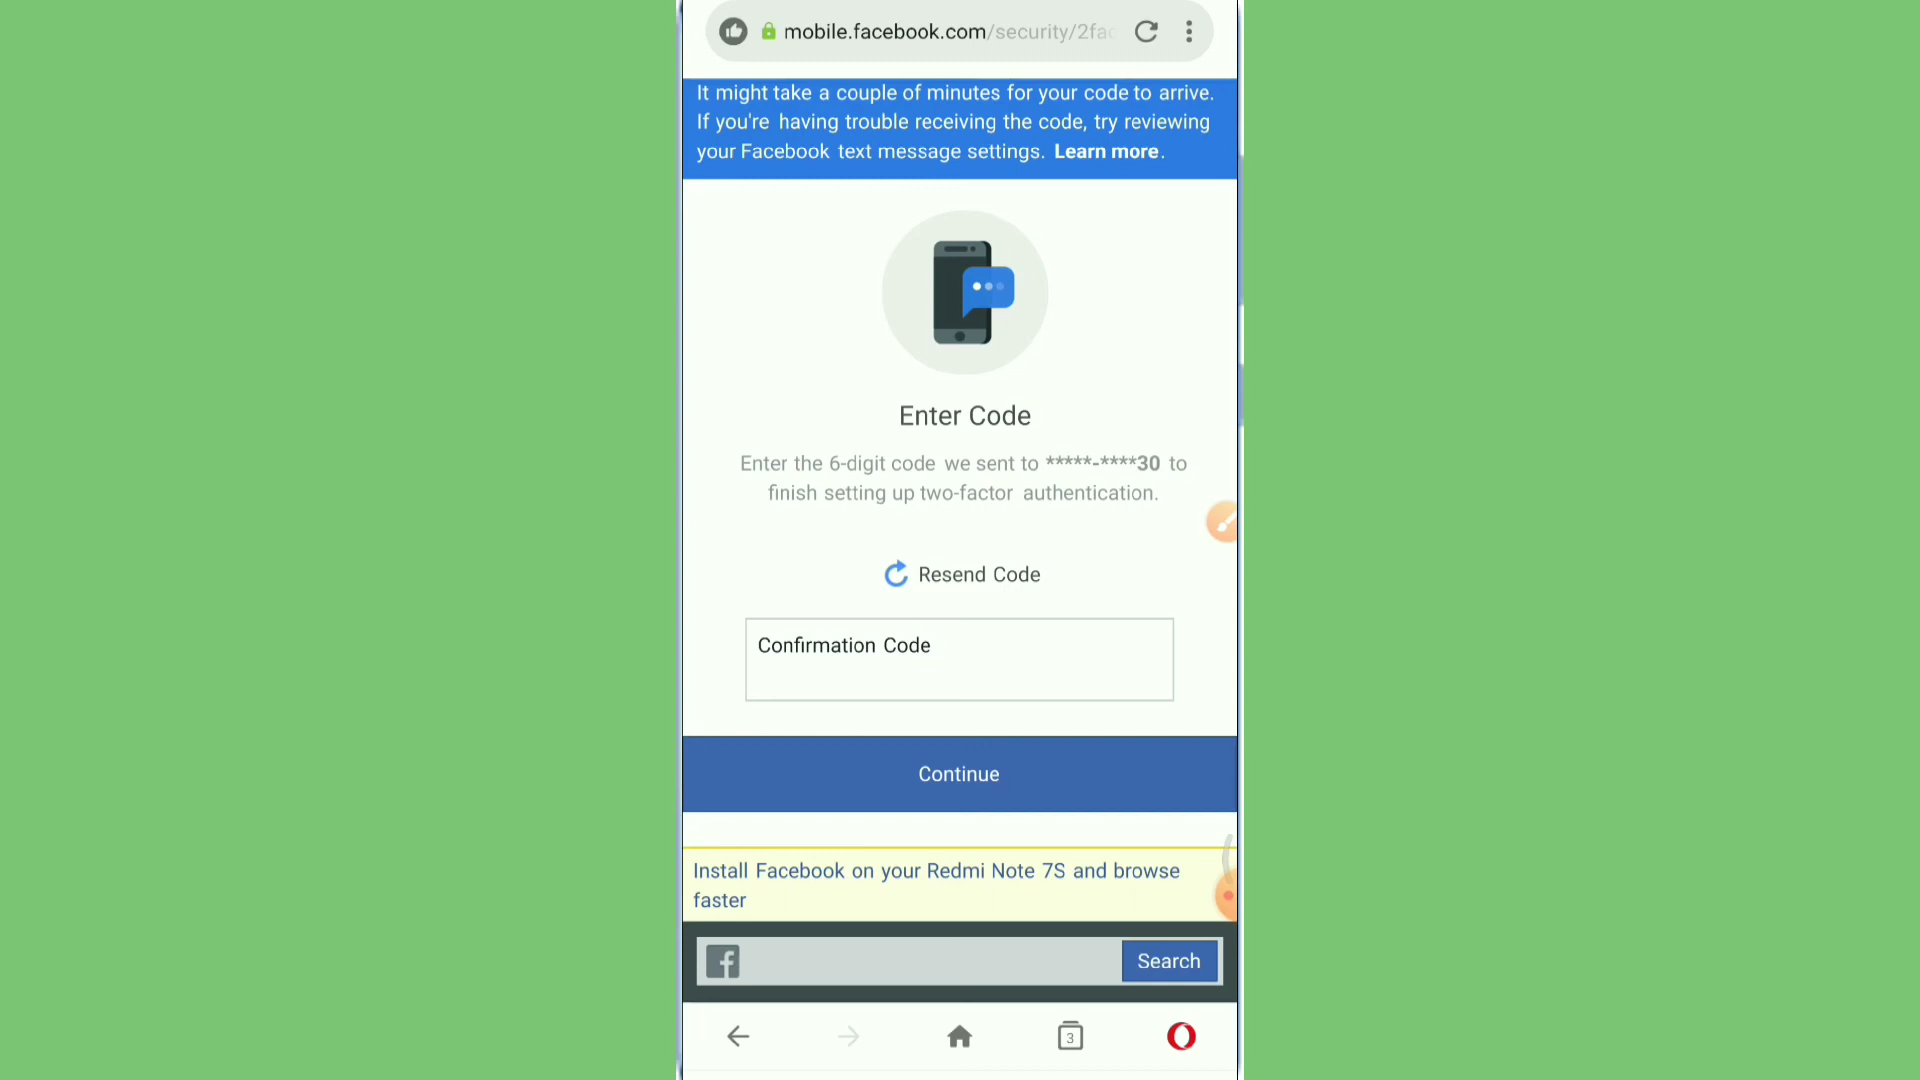 mobile.facebook.com/security/2fac
It might take a couple of minutes for your code to arrive.
If you're having trouble receiving the code, try reviewing
your Facebook text message settings. Learn more.
Enter Code
Enter the 6-digit code we sent to *****-****30 to
finish setting up two-factor authentication.
Resend Code
Confirmation Code
Continue
Install Facebook on your Redmi Note 7S and browse
faster
Search
3